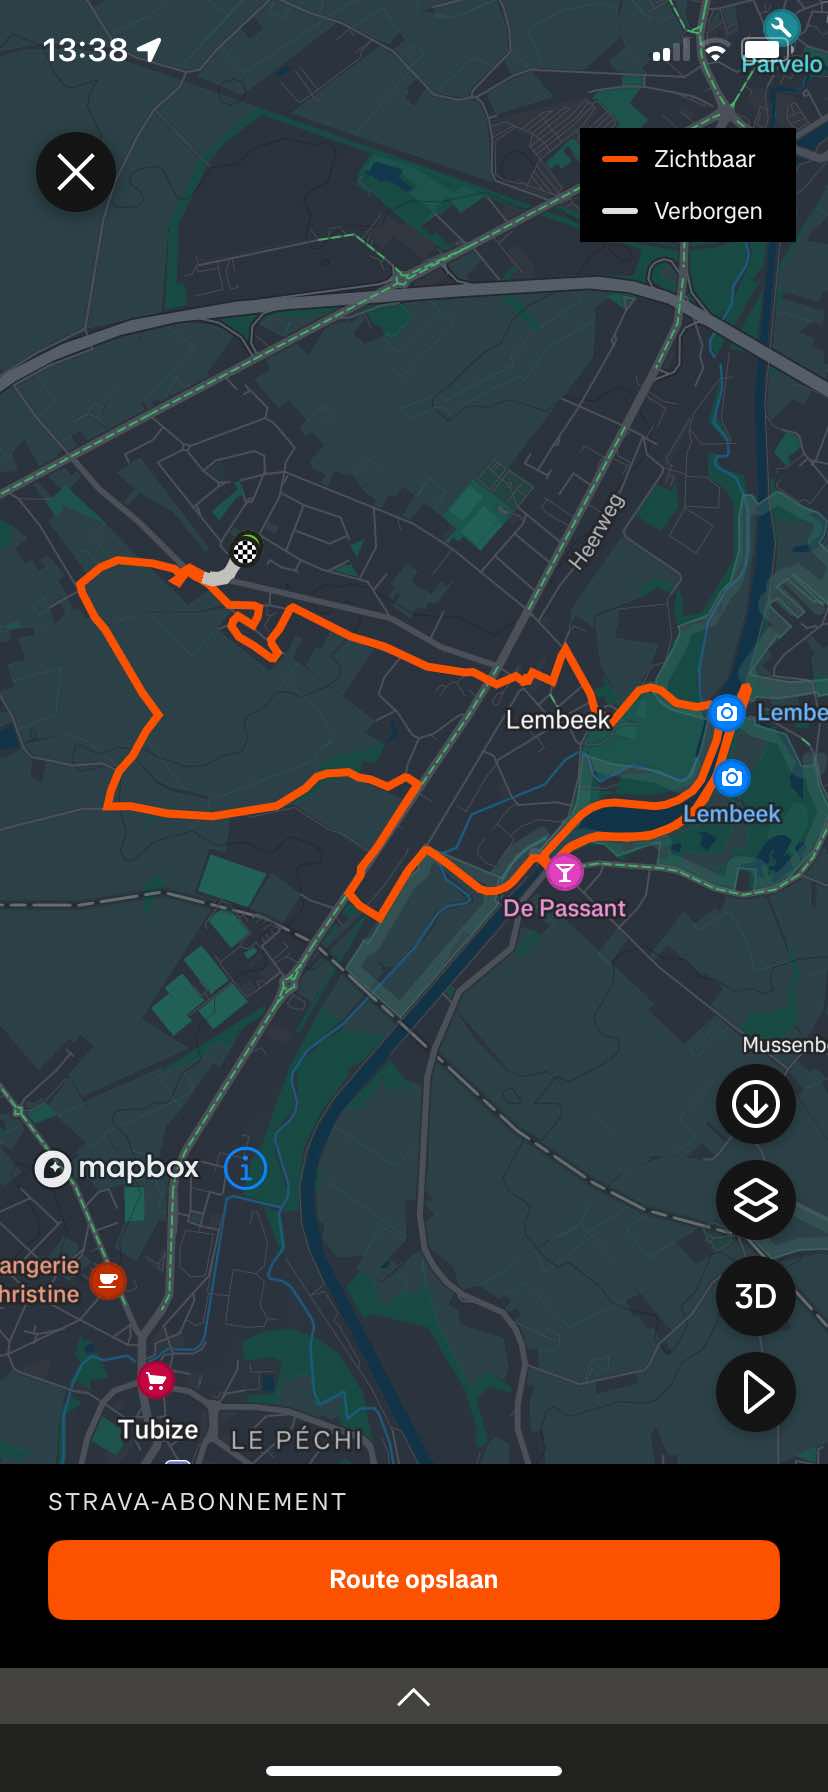 13:38
Parvelo
Zichtbaar
Verborgen
Heerweg
Lembeek
Lembe
Lembeek
De Passant
Mussenb
mapbox
angerie
hristine
3D
Tubize
LE PÉCHI
STRAVA-ABONNEMENT
Route opslaan